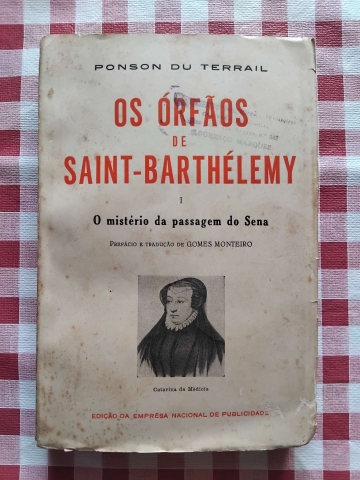 PONSON DU TERRAIL
OS ÓRFÃOS
DE
SAINT-BARTHÉLEMY
I
O mistério da passagem do Sena
PREFÁCIO E TRADUÇÃO DE GOMES MONTEIRO
Catarina de Médicis
EDIÇÃO DA EMPRÊSA NACIONAL DE PUBLICIDADE